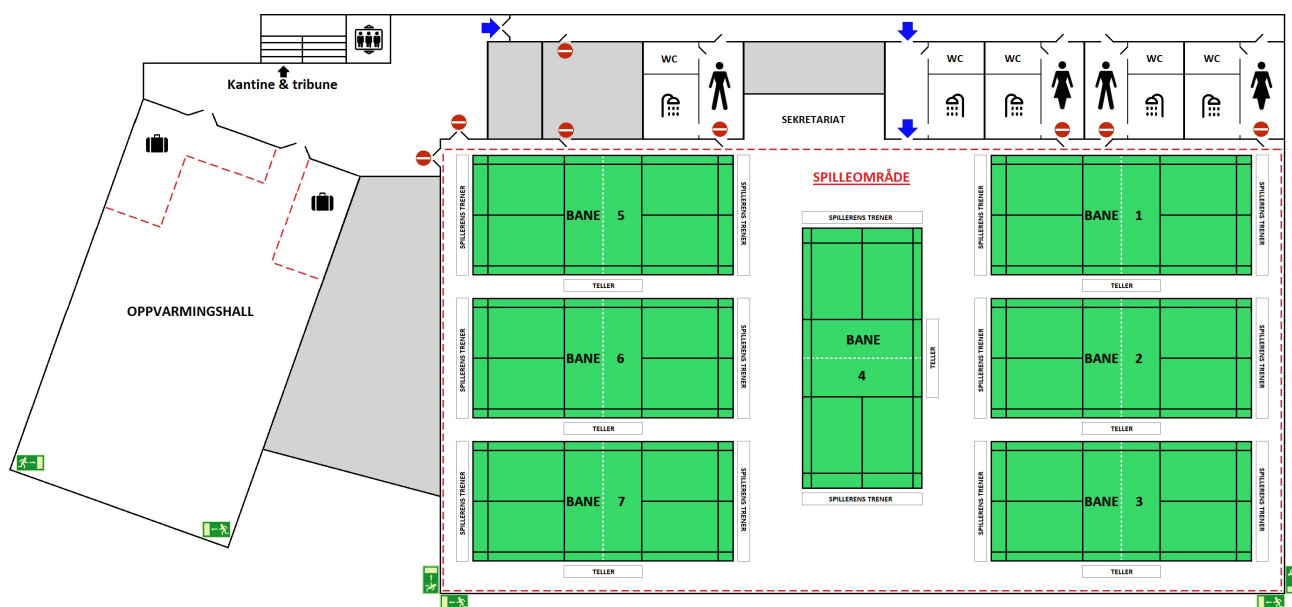 Kantine & tribune
WC
WC
WC
WC
WC
SEKRETARIAT
OPPVARMINGSHALL
SPILLEOMRÅDE
SPILLERENS TRENER
BANE 5
SPILLERENS TRENER
TELLER
SPILLERENS TRENER
BANE 6
SPILLERENS TRENER
TELLER
SPILLERENS TRENER
BANE 7
SPILLERENS TRENER
TELLER
SPILLERENS TRENER
BANE
4
TELLER
SPILLERENS TRENER
SPILLERENS TRENER
BANE 1
SPILLERENS TRENER
TELLER
SPILLERENS TRENER
BANE 2
SPILLERENS TRENER
TELLER
SPILLERENS TRENER
BANE 3
SPILLERENS TRENER
TELLER